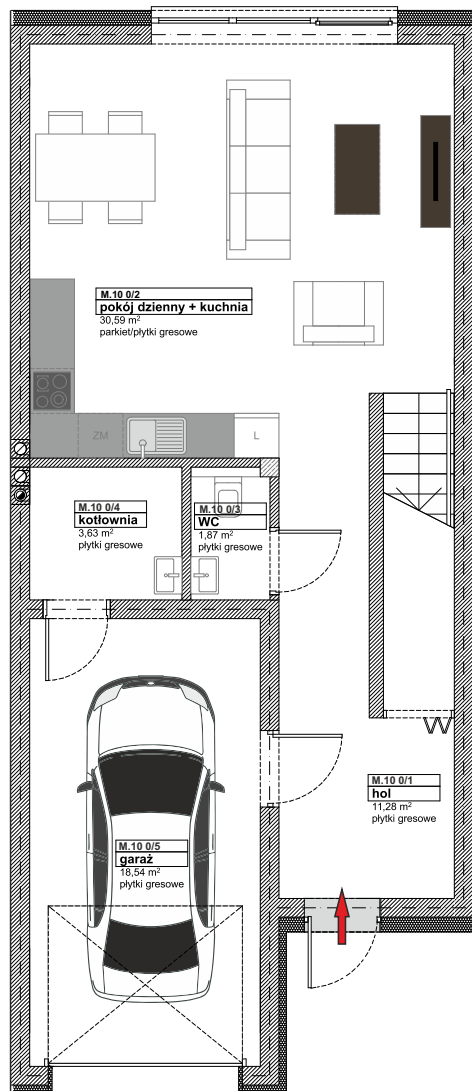 M.10 0/2
pokój dzienny + kuchnia
30,59 m²
parkiet/płytki gresowe
ZM
L
M.10 0/4
kotłownia
3,63 m²
płytki gresowe
M.10 0/3
WC
1,87 m²
płytki gresowe
M.10 0/1
hol
11,28 m²
płytki gresowe
M.10 0/5
garaż
18,54 m²
płytki gresowe